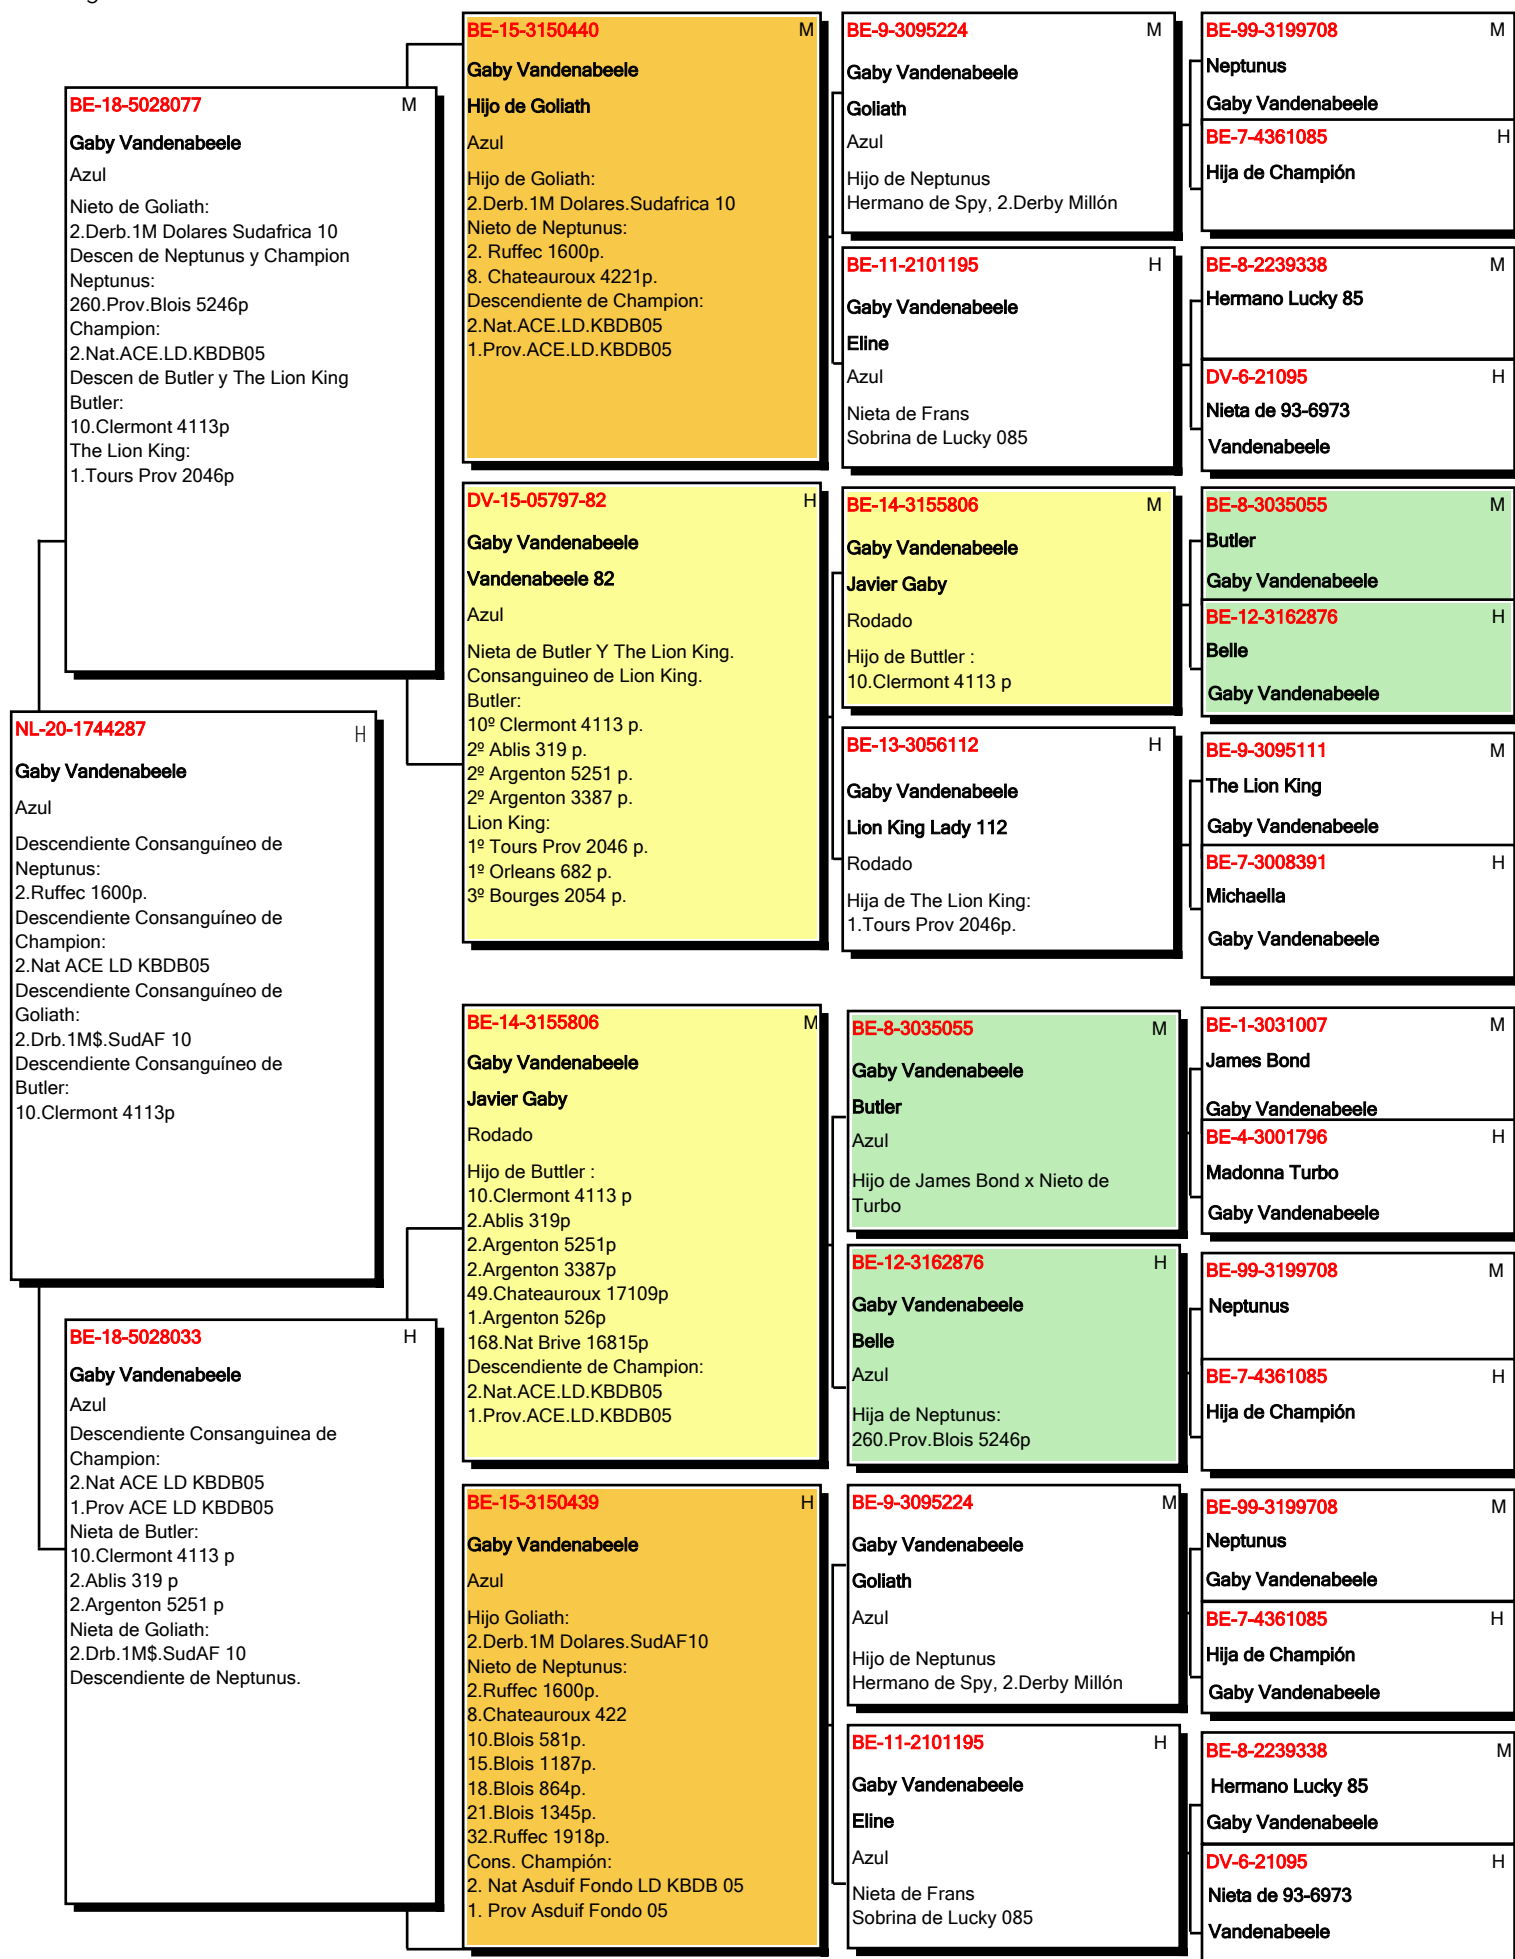 BE-18-5028077 M
Gaby Vandenabeele
Azul
Nieto de Goliath:
2.Derb.1M Dolares Sudafrica 10
Descen de Neptunus y Champion
Neptunus:
260.Prov.Blois 5246p
Champion:
2.Nat.ACE.LD.KBDB05
Descen de Butler y The Lion King
Butler:
10.Clermont 4113p
The Lion King:
1.Tours Prov 2046p
NL-20-1744287 H
Gaby Vandenabeele
Azul
Descendiente Consanguíneo de
Neptunus:
2.Ruffec 1600p.
Descendiente Consanguíneo de
Champion:
2.Nat ACE LD KBDB05
Descendiente Consanguíneo de
Goliath:
2.Drb.1M$.SudAF 10
Descendiente Consanguíneo de
Butler:
10.Clermont 4113p
BE-18-5028033 H
Gaby Vandenabeele
Azul
Descendiente Consanguinea de
Champion:
2.Nat ACE LD KBDB05
1.Prov ACE LD KBDB05
Nieta de Butler:
10.Clermont 4113 p
2.Ablis 319 p
2.Argenton 5251 p
Nieta de Goliath:
2.Drb.1M$.SudAF 10
Descendiente de Neptunus.
BE-15-3150440 M
Gaby Vandenabeele
Hijo de Goliath
Azul
Hijo de Goliath:
2.Derb.1M Dolares.Sudafrica 10
Nieto de Neptunus:
2. Ruffec 1600p.
8. Chateauroux 4221p.
Descendiente de Champion:
2.Nat.ACE.LD.KBDB05
1.Prov.ACE.LD.KBDB05
DV-15-05797-82 H
Gaby Vandenabeele
Vandenabeele 82
Azul
Nieta de Butler Y The Lion King.
Consanguineo de Lion King.
Butler:
10º Clermont 4113 p.
2º Ablis 319 p.
2º Argenton 5251 p.
2º Argenton 3387 p.
Lion King:
1º Tours Prov 2046 p.
1º Orleans 682 p.
3º Bourges 2054 p.
BE-14-3155806 M
Gaby Vandenabeele
Javier Gaby
Rodado
Hijo de Buttler :
10.Clermont 4113 p
2.Ablis 319p
2.Argenton 5251p
2.Argenton 3387p
49.Chateauroux 17109p
1.Argenton 526p
168.Nat Brive 16815p
Descendiente de Champion:
2.Nat.ACE.LD.KBDB05
1.Prov.ACE.LD.KBDB05
BE-15-3150439 H
Gaby Vandenabeele
Azul
Hijo Goliath:
2.Derb.1M Dolares.SudAF10
Nieto de Neptunus:
2.Ruffec 1600p.
8.Chateauroux 422
10.Blois 581p.
15.Blois 1187p.
18.Blois 864p.
21.Blois 1345p.
32.Ruffec 1918p.
Cons. Champión:
2. Nat Asduif Fondo LD KBDB 05
1. Prov Asduif Fondo 05
BE-9-3095224 M
Gaby Vandenabeele
Goliath
Azul
Hijo de Neptunus
Hermano de Spy, 2.Derby Millón
BE-11-2101195 H
Gaby Vandenabeele
Eline
Azul
Nieta de Frans
Sobrina de Lucky 085
BE-14-3155806 M
Gaby Vandenabeele
Javier Gaby
Rodado
Hijo de Buttler :
10.Clermont 4113 p
BE-13-3056112 H
Gaby Vandenabeele
Lion King Lady 112
Rodado
Hija de The Lion King:
1.Tours Prov 2046p.
BE-8-3035055 M
Gaby Vandenabeele
Butler
Azul
Hijo de James Bond x Nieto de
Turbo
BE-12-3162876 H
Gaby Vandenabeele
Belle
Azul
Hija de Neptunus:
260.Prov.Blois 5246p
BE-9-3095224 M
Gaby Vandenabeele
Goliath
Azul
Hijo de Neptunus
Hermano de Spy, 2.Derby Millón
BE-11-2101195 H
Gaby Vandenabeele
Eline
Azul
Nieta de Frans
Sobrina de Lucky 085
BE-99-3199708 M
Neptunus
Gaby Vandenabeele
BE-7-4361085 H
Hija de Champión
BE-8-2239338 M
Hermano Lucky 85
DV-6-21095 H
Nieta de 93-6973
Vandenabeele
BE-8-3035055 M
Butler
Gaby Vandenabeele
BE-12-3162876 H
Belle
Gaby Vandenabeele
BE-9-3095111 M
The Lion King
Gaby Vandenabeele
BE-7-3008391 H
Michaella
Gaby Vandenabeele
BE-1-3031007 M
James Bond
Gaby Vandenabeele
BE-4-3001796 H
Madonna Turbo
Gaby Vandenabeele
BE-99-3199708 M
Neptunus
BE-7-4361085 H
Hija de Champión
BE-99-3199708 M
Neptunus
Gaby Vandenabeele
BE-7-4361085 H
Hija de Champión
Gaby Vandenabeele
BE-8-2239338 M
Hermano Lucky 85
Gaby Vandenabeele
DV-6-21095 H
Nieta de 93-6973
Vandenabeele